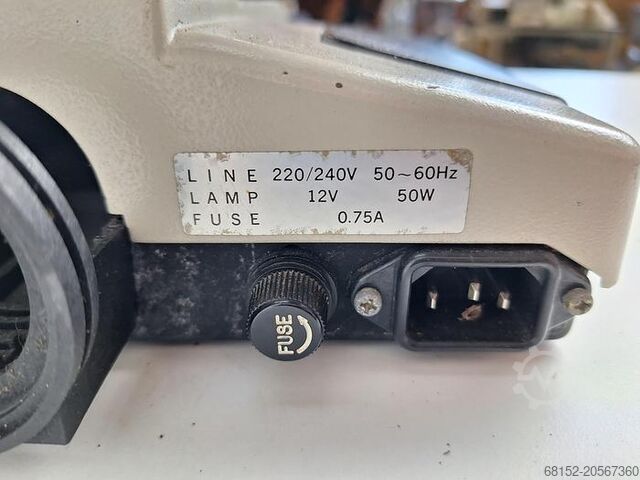 LINE 220/240V 50~60Hz
LAMP 12V 50W
FUSE 0.75A
FUSE
68152-20567360